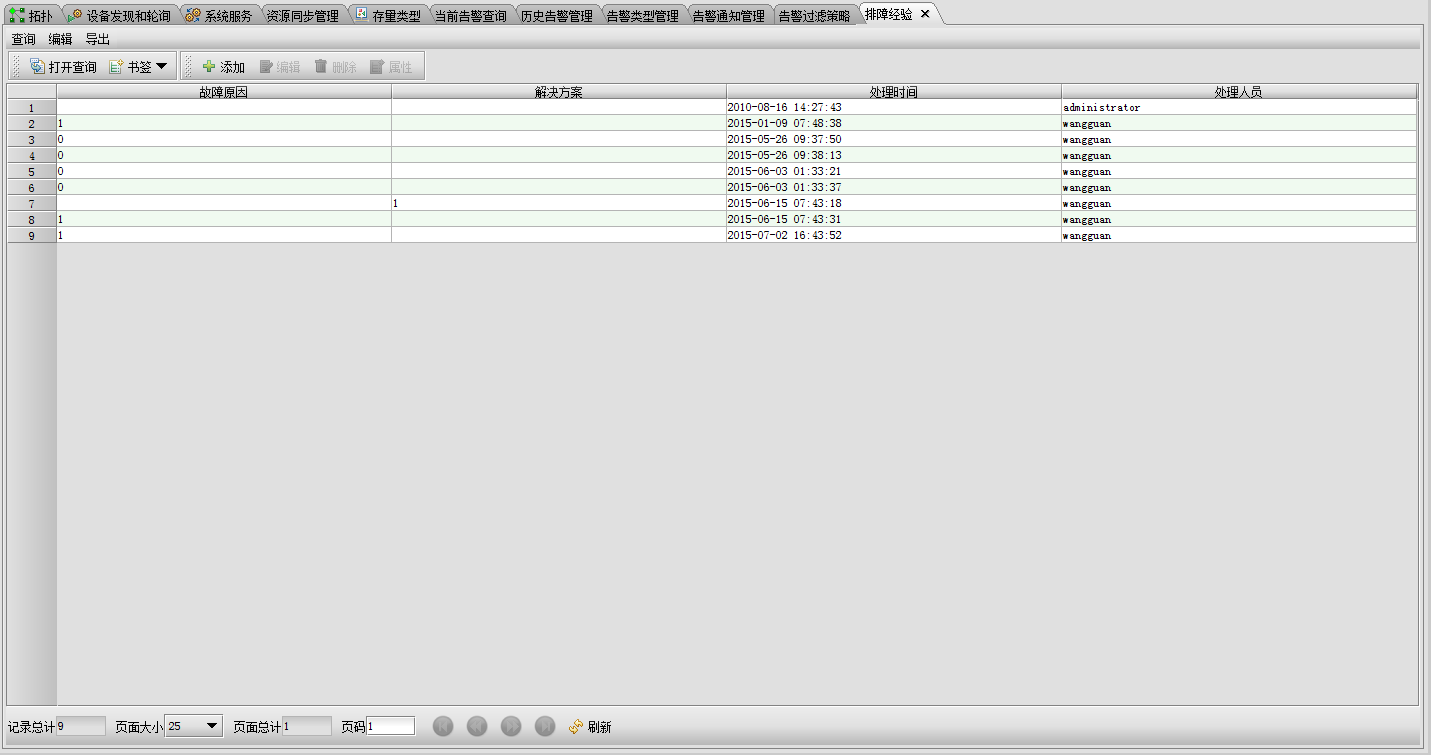 拓扑 设备发现和轮询 系统服务 资源同步管理 存量类型 当前告警查询 历史告警管理 告警类型管理 告警通知管理 告警过滤策略 排障经验
查询 编辑 导出
打开查询 书签 添加 编辑 删除 属性
故障原因 解决方案 处理时间 处理人员
1 2010-08-16 14:27:43 administrator
2 1 2015-01-09 07:48:38 wangguan
3 0 2015-05-26 09:37:50 wangguan
4 0 2015-05-26 09:38:13 wangguan
5 0 2015-06-03 01:33:21 wangguan
6 0 2015-06-03 01:33:37 wangguan
7 1 2015-06-15 07:43:18 wangguan
8 1 2015-06-15 07:43:31 wangguan
9 1 2015-07-02 16:43:52 wangguan
记录总计 9 页面大小 25 页面总计 1 页码 1 刷新